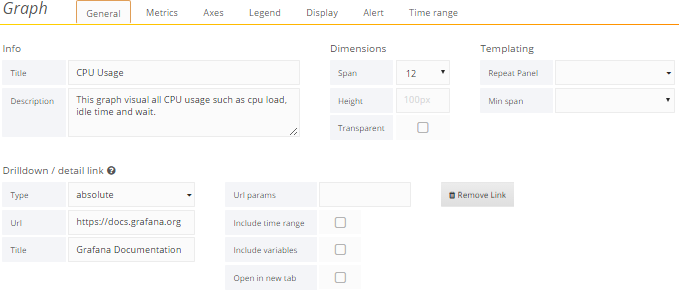 Graph General Metrics Axes Legend Display Alert Time range
Info Dimensions Templating
Title CPU Usage Span 12 Repeat Panel
Description This graph visual all CPU usage such as cpu load, Height 100px Min span
idle time and wait.
Transparent
Drilldown / detail link
Type absolute Url params Remove Link
Url https://docs.grafana.org Include time range
Title Grafana Documentation Include variables
Open in new tab